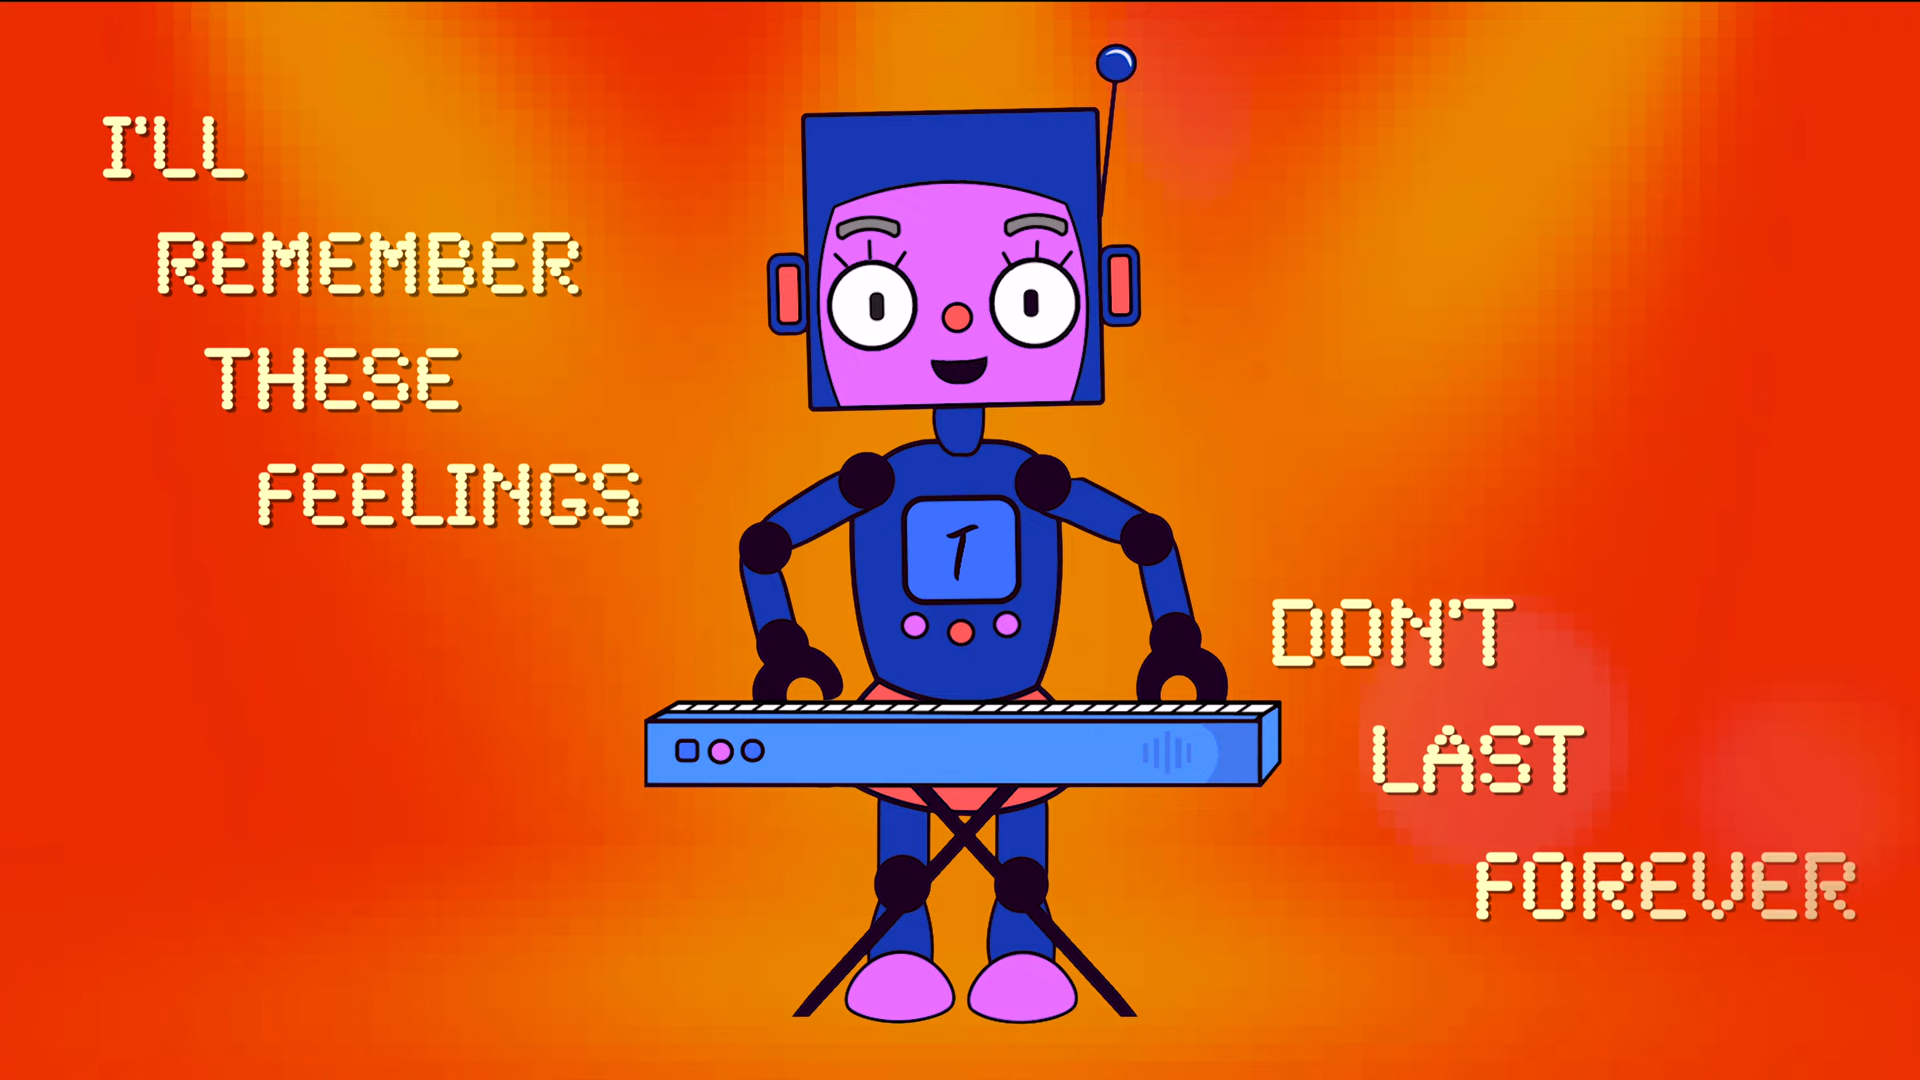 I'LL
REMEMBER
THESE
FEELINGS
T
DON'T
LAST
FOREVER